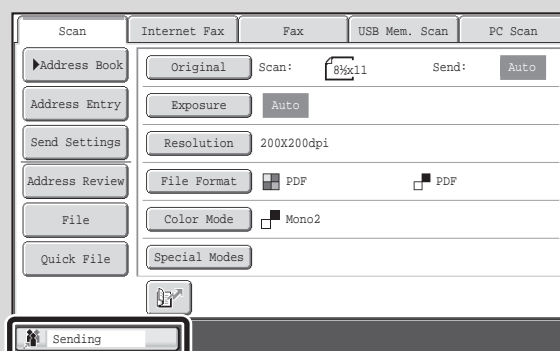 Scan Internet Fax Fax USB Mem. Scan PC Scan
Address Book Original Scan: 8½x11 Send: Auto
Address Entry Exposure Auto
Send Settings Resolution 200X200dpi
Address Review File Format PDF PDF
File Color Mode Mono2
Quick File Special Modes
Sending